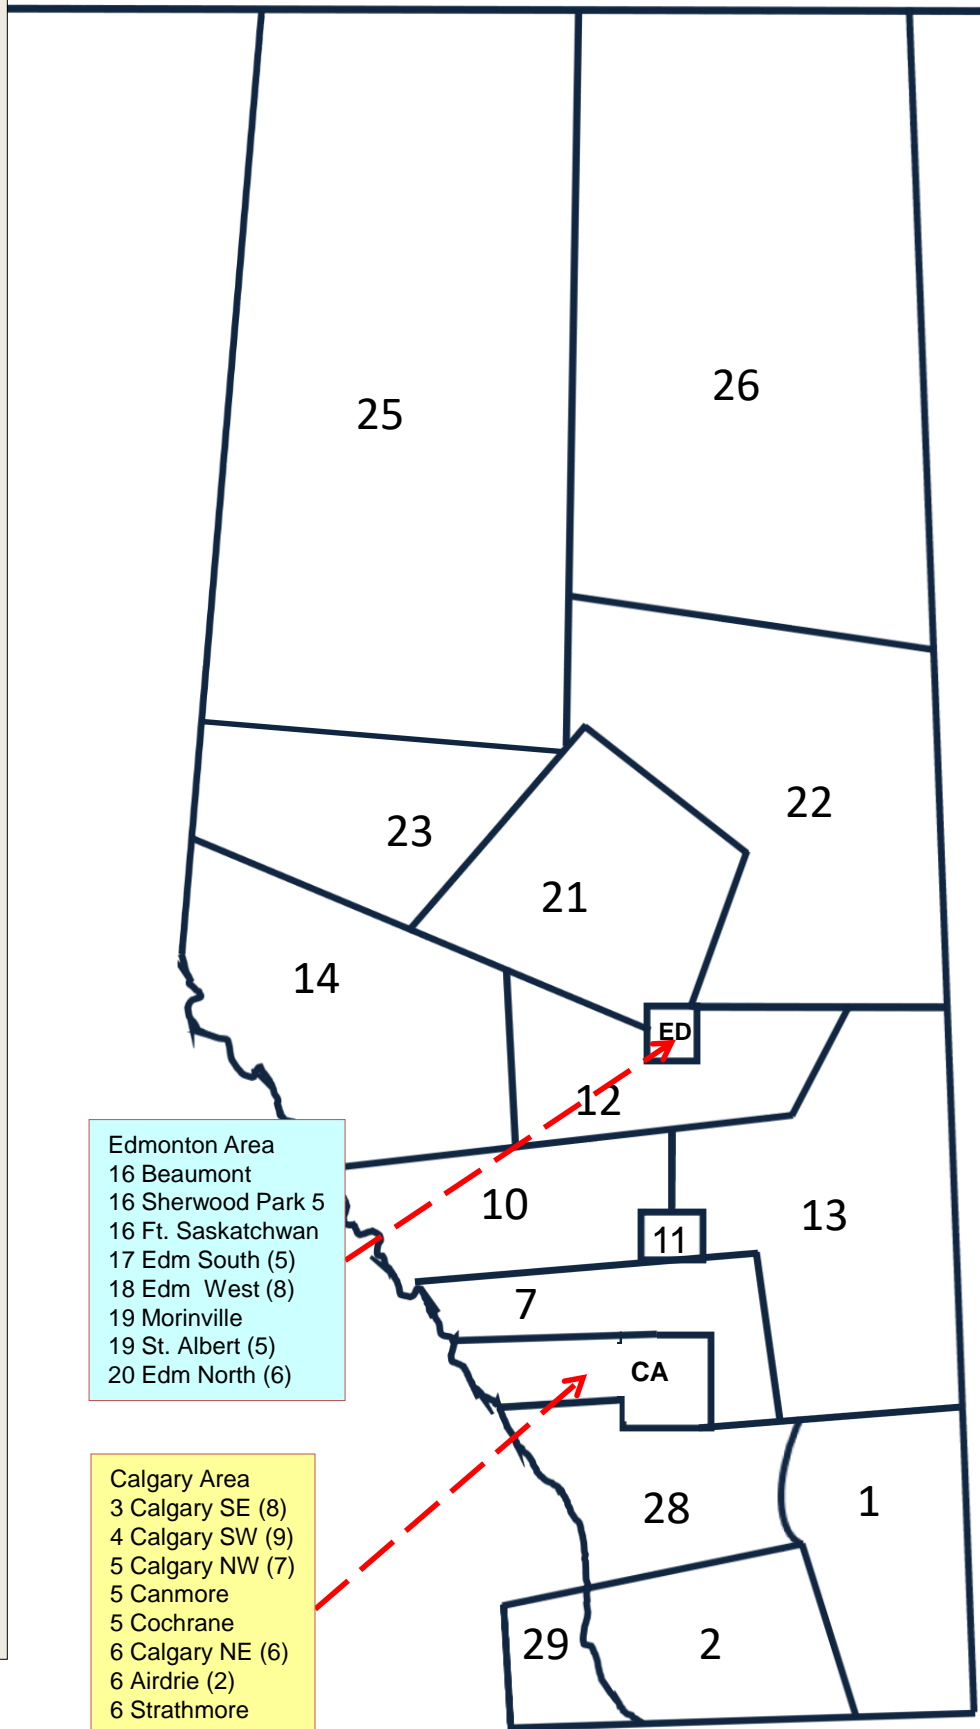 26
25
22
23
21
14
ED
12
Edmonton Area
16 Beaumont
16 Sherwood Park 5
16 Ft. Saskatchwan
17 Edm South (5)
18 Edm  West (8)
19 Morinville
19 St. Albert (5)
20 Edm North (6)
10
13
11
7
CA
Calgary Area
3 Calgary SE (8)
4 Calgary SW (9)
5 Calgary NW (7)
5 Canmore
5 Cochrane
6 Calgary NE (6)
6 Airdrie (2)
6 Strathmore
28
1
29
2